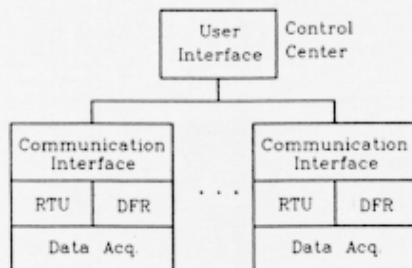 User
Interface
Control
Center
Communication
Interface
RTU
DFR
Data Acq.
. . .
Communication
Interface
RTU
DFR
Data Acq.